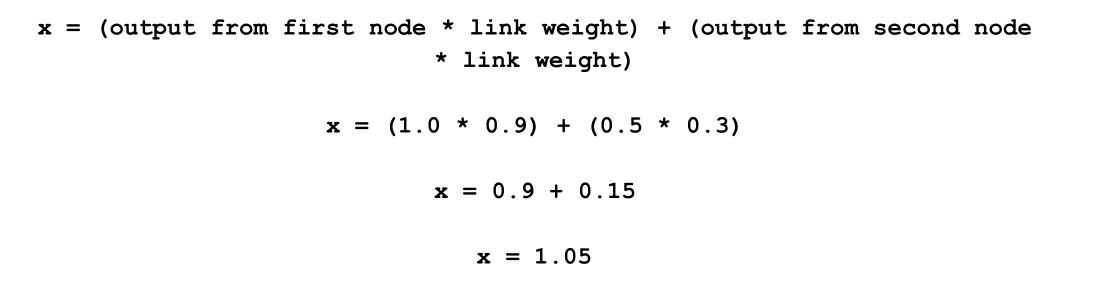 x = (output from first node * link weight) + (output from second node
* link weight)
x = (1.0 * 0.9) + (0.5 * 0.3)
x = 0.9 + 0.15
x = 1.05